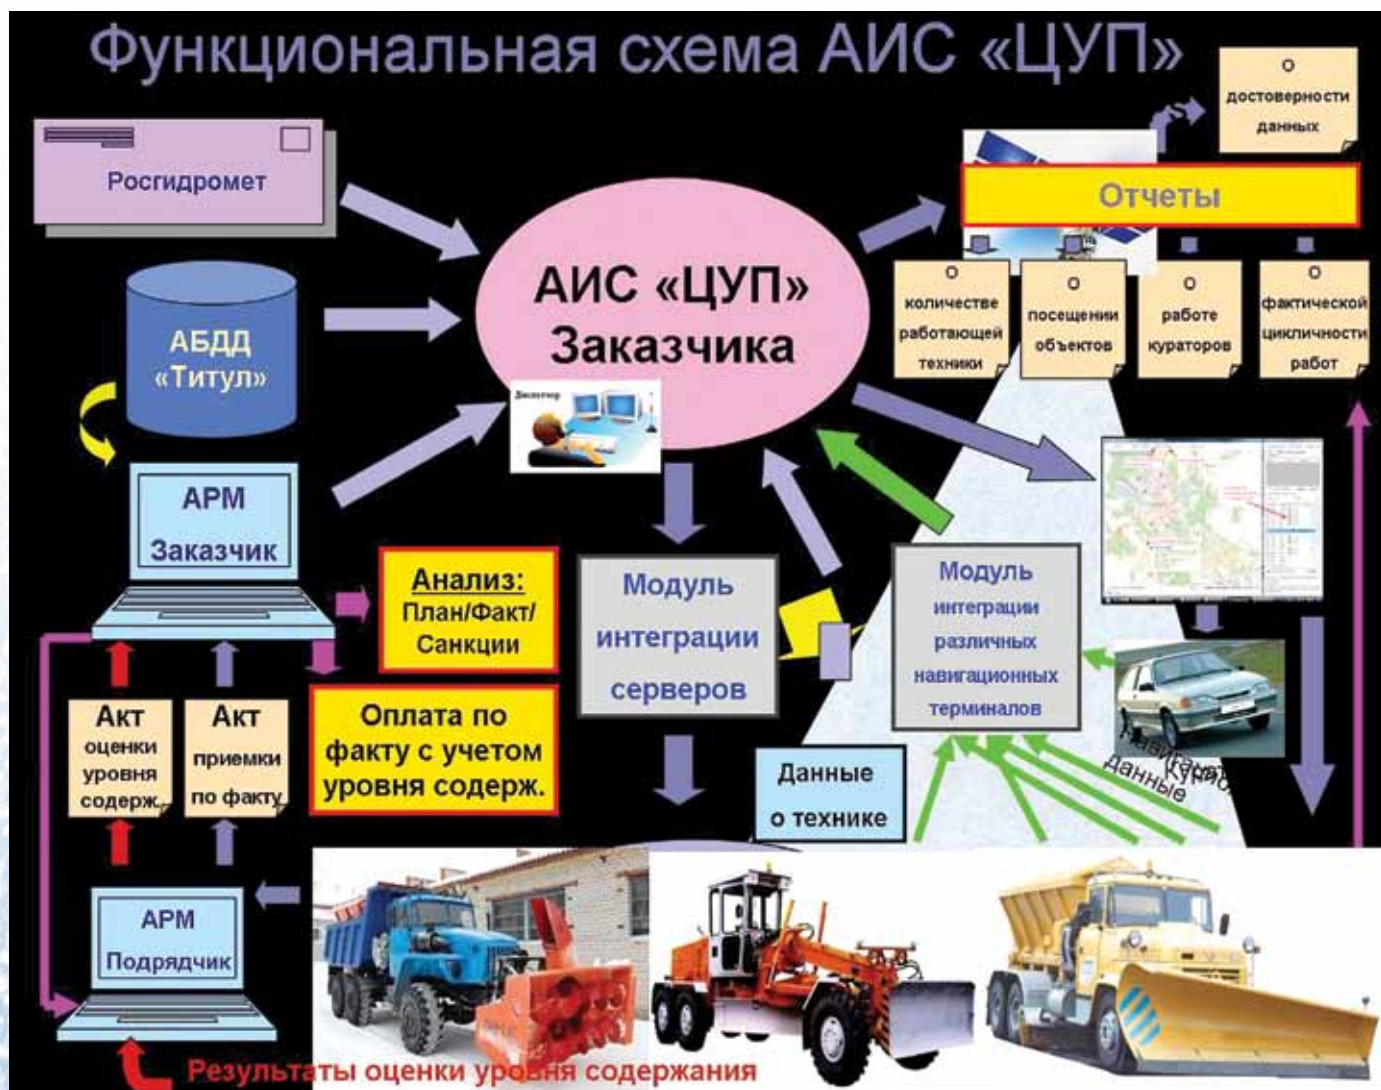 Функциональная схема АИС «ЦУП»
О
достоверности
данных
Росгидромет
Отчеты
АИС «ЦУП»
Заказчика
Диспетчер
О
количестве
работающей
техники
О
посещении
объектов
О
работе
кураторов
О
фактической
цикличности
работ
АБДД
«Титул»
АРМ
Заказчик
Анализ:
План/Факт/
Санкции
Модуль
интеграции
серверов
Модуль
интеграции
различных
навигационных
терминалов
Акт
оценки
уровня
содерж.
Акт
приемки
по факту
Оплата по
факту с учетом
уровня содерж.
Данные
о технике
данные
АРМ
Подрядчик
Результаты оценки уровня содержания